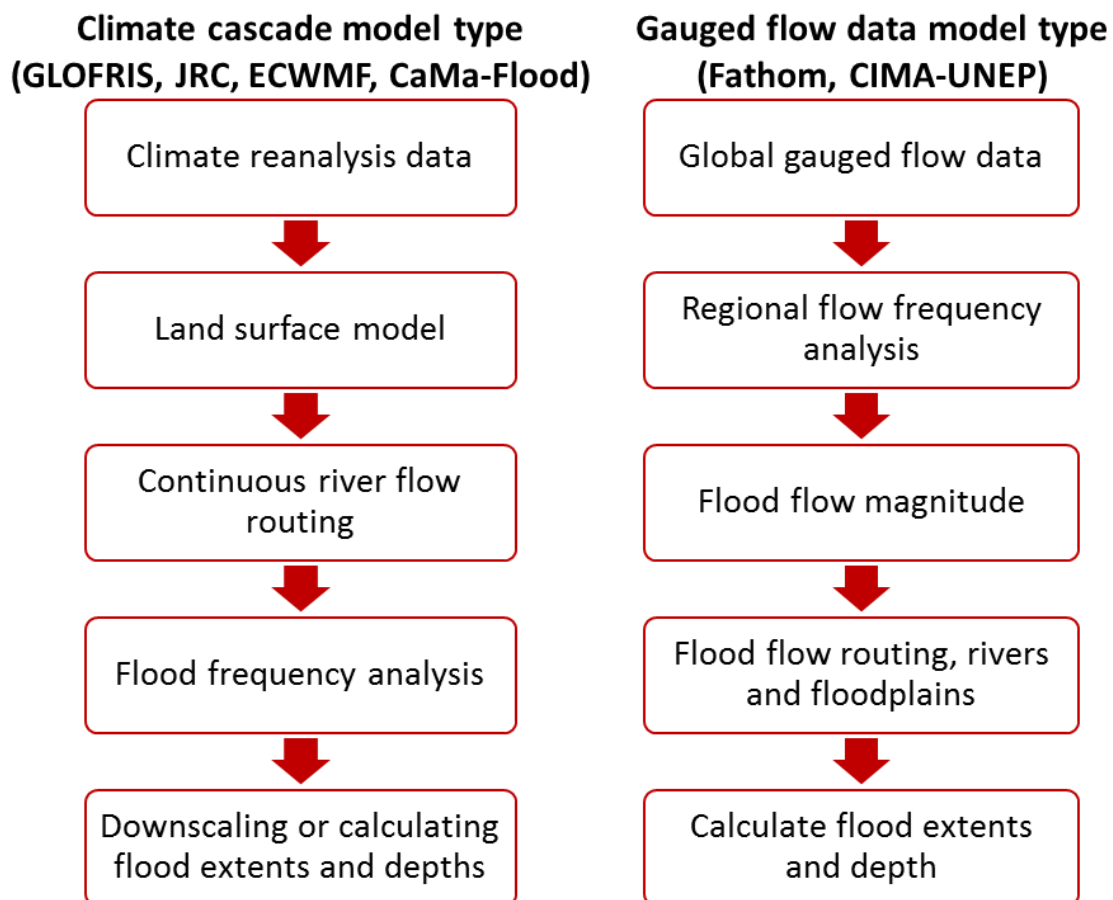 Climate cascade model type
(GLOFRIS, JRC, ECWMF, CaMa-Flood)
Climate reanalysis data
Land surface model
Continuous river flow
routing
Flood frequency analysis
Downscaling or calculating
flood extents and depths
Gauged flow data model type
(Fathom, CIMA-UNEP)
Global gauged flow data
Regional flow frequency
analysis
Flood flow magnitude
Flood flow routing, rivers
and floodplains
Calculate flood extents
and depth